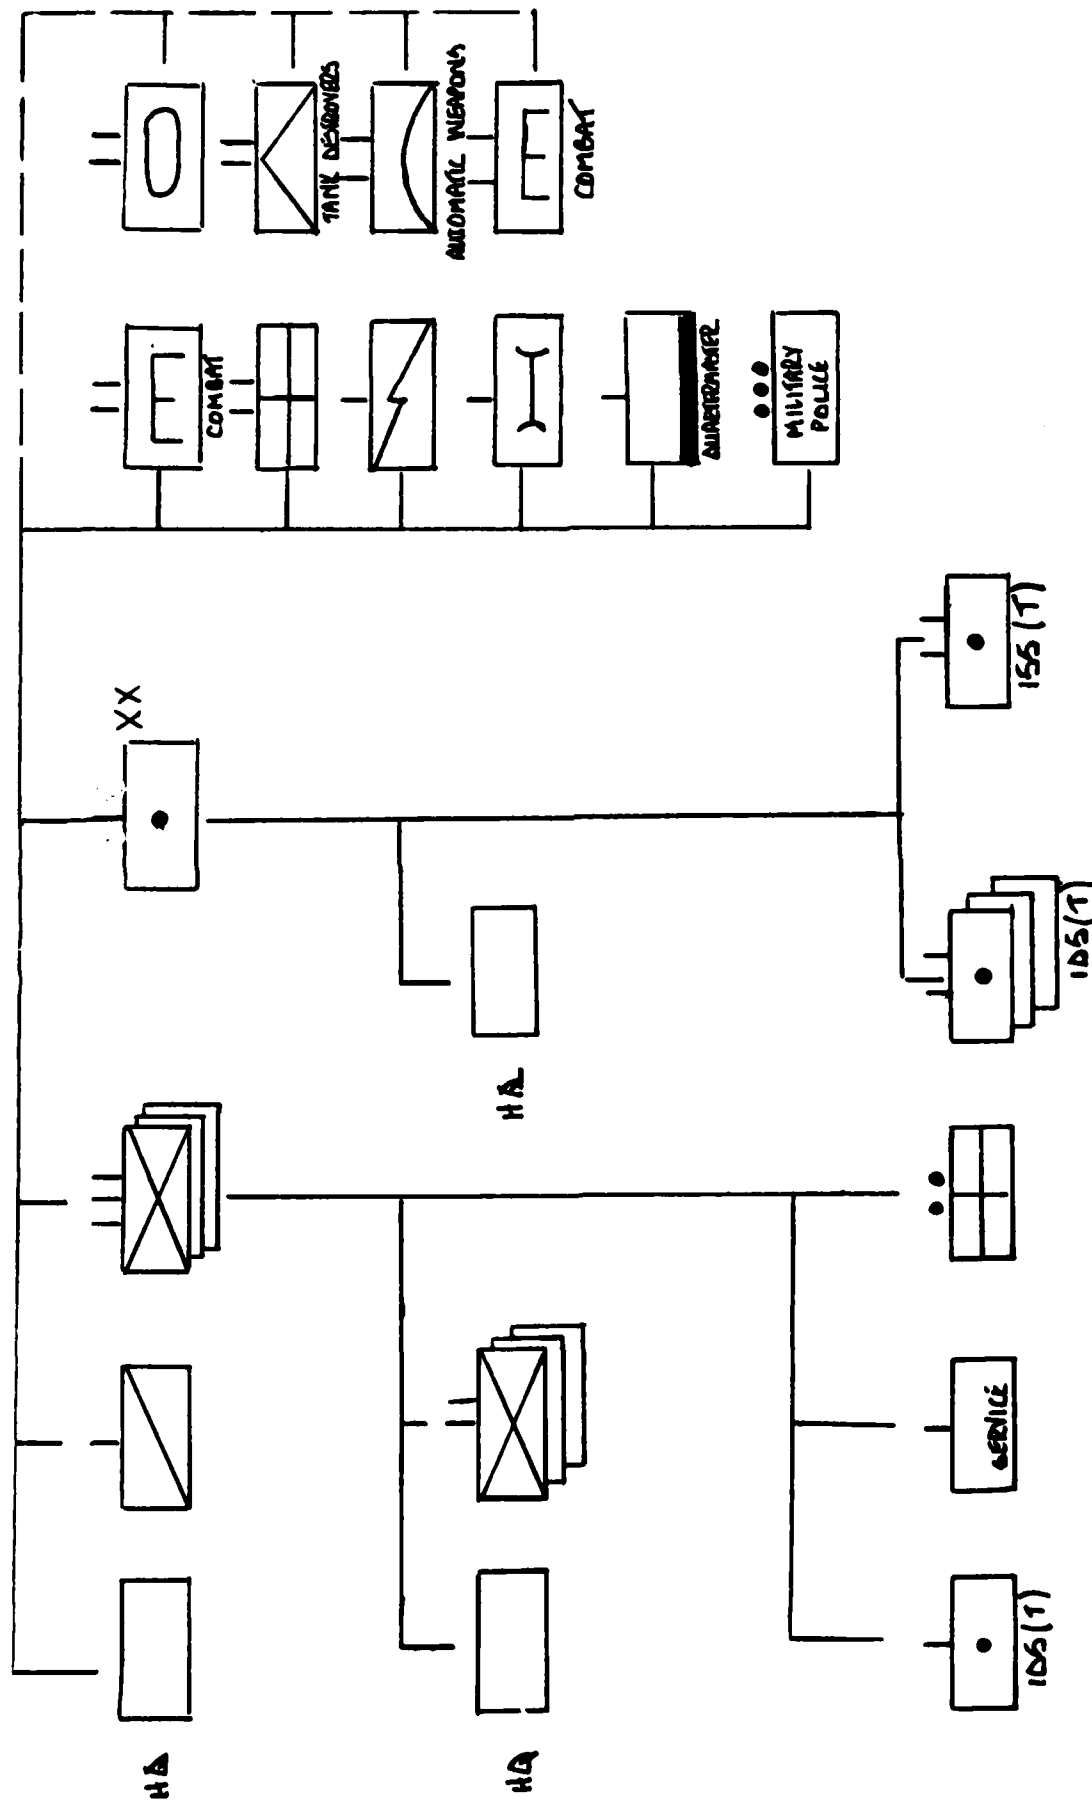 HQ
XX
COMBAT
TANK DESTROYERS
AUTOMATIC WEAPONS
COMBAT
HQ
HQ
QUARTERMASTER
MILITARY
POLICE
SERVICE
105(T)
105(T)
155(T)